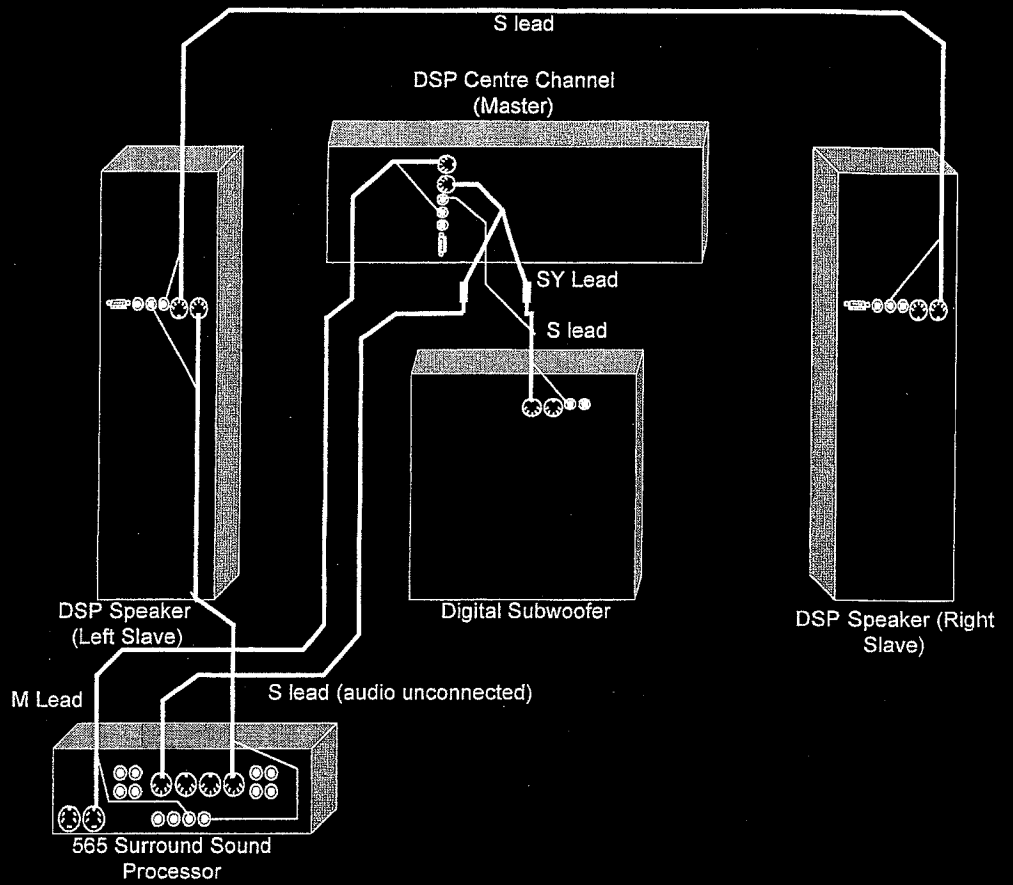 S lead
DSP Centre Channel
(Master)
SY Lead
S lead
DSP Speaker
(Left Slave)
Digital Subwoofer
DSP Speaker (Right
Slave)
M Lead
S lead (audio unconnected)
565 Surround Sound
Processor